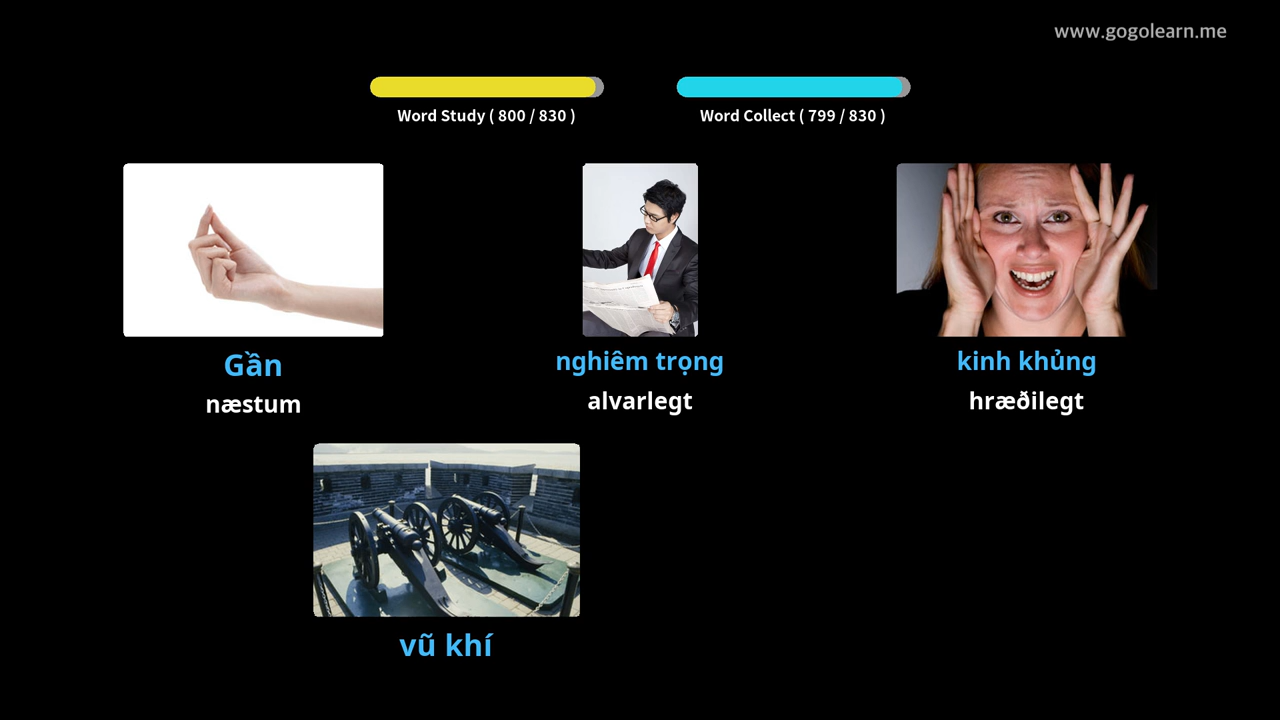 www.gogolearn.me
Word Study ( 800 / 830 )
Word Collect ( 799 / 830 )
Gần
næstum
nghiêm trọng
alvarlegt
kinh khủng
hræðilegt
vũ khí